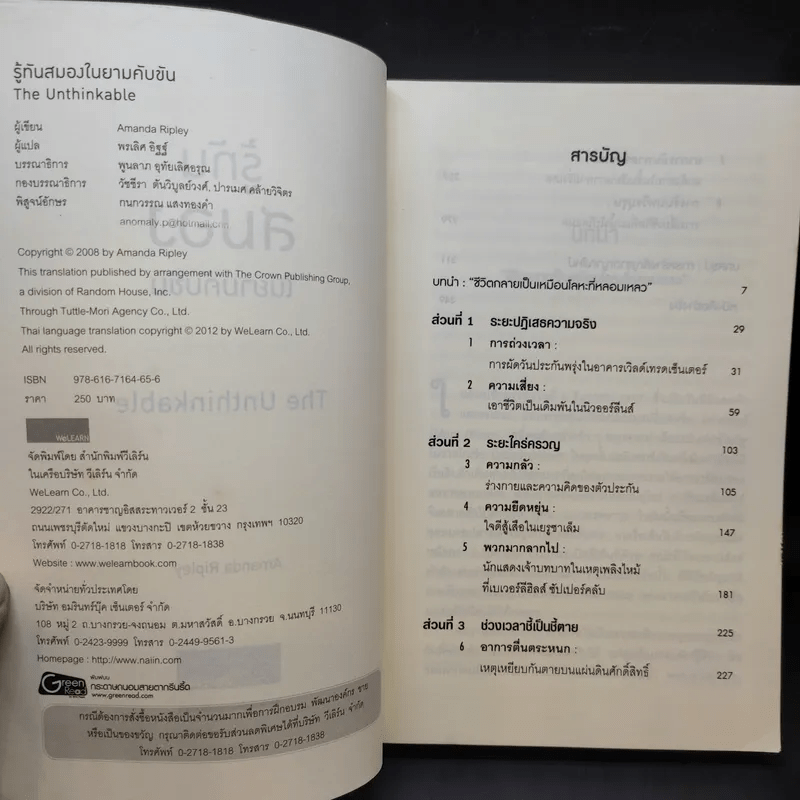 รู้ทันสมองในยามคับขัน
The Unthinkable
ผู้เขียน Amanda Ripley
ผู้แปล พรเลิศ อิฐฐ์
บรรณาธิการ พูนลาภ อุทัยเลิศอรุณ
กองบรรณาธิการ วัชชีรา ตันวิบูลย์วงศ์, ปารเมศ คล้ายวิจิตร
พิสูจน์อักษร กนกวรรณ แสงทองคำ
anomaly.p@hotmail.com
Copyright © 2008 by Amanda Ripley
This translation published by arrangement with The Crown Publishing Group,
a division of Random House, Inc.
Through Tuttle-Mori Agency Co., Ltd.
Thai language translation copyright © 2012 by WeLearn Co., Ltd.
All rights reserved.
ISBN 978-616-7164-65-6
ราคา 250 บาท
WeLEARN
จัดพิมพ์โดย สำนักพิมพ์วีเลิร์น
ในเครือบริษัท วีเลิร์น จำกัด
WeLearn Co., Ltd.
2922/271 อาคารชาญอิสสระทาวเวอร์ 2 ชั้น 23
ถนนเพชรบุรีตัดใหม่ แขวงบางกะปิ เขตห้วยขวาง กรุงเทพฯ 10320
โทรศัพท์ 0-2718-1818 โทรสาร 0-2718-1838
Website : www.welearnbook.com
จัดจำหน่ายทั่วประเทศโดย
บริษัท อมรินทร์บุ๊ค เซ็นเตอร์ จำกัด
108 หมู่ 2 ถ.บางกรวย-จงถนอม ต.มหาสวัสดิ์ อ.บางกรวย จ.นนทบุรี 11130
โทรศัพท์ 0-2423-9999 โทรสาร 0-2449-9561-3
Homepage : http://www.naiin.com
Green Read
พิมพ์บน
กระดาษถนอมสายตากรีนรี้ด
www.greenread.com
กรณีต้องการสั่งซื้อหนังสือเป็นจำนวนมากเพื่อการฝึกอบรม พัฒนาองค์กร ขาย
หรือเป็นของขวัญ กรุณาติดต่อขอรับส่วนลดพิเศษได้ที่บริษัท วีเลิร์น จำกัด
โทรศัพท์ 0-2718-1818 โทรสาร 0-2718-1838
สารบัญ
บทนำ : “ชีวิตกลายเป็นเหมือนโลหะที่หลอมเหลว” 7
ส่วนที่ 1 ระยะปฏิเสธความจริง 29
1 การถ่วงเวลา :
การผัดวันประกันพรุ่งในอาคารเวิลด์เทรดเซ็นเตอร์ 31
2 ความเสี่ยง :
เอาชีวิตเป็นเดิมพันในนิวออร์ลีนส์ 59
ส่วนที่ 2 ระยะใคร่ครวญ 103
3 ความกลัว :
ร่างกายและความคิดของตัวประกัน 105
4 ความยืดหยุ่น :
ใจดีสู้เสือในเยรูซาเล็ม 147
5 พวกมากลากไป :
นักแสดงเจ้าบทบาทในเหตุเพลิงไหม้
ที่เบเวอร์ลีฮิลส์ ซัปเปอร์คลับ 181
ส่วนที่ 3 ช่วงเวลาชี้เป็นชี้ตาย 225
6 อาการตื่นตระหนก :
เหตุเหยียบกันตายบนแผ่นดินศักดิ์สิทธิ์ 227